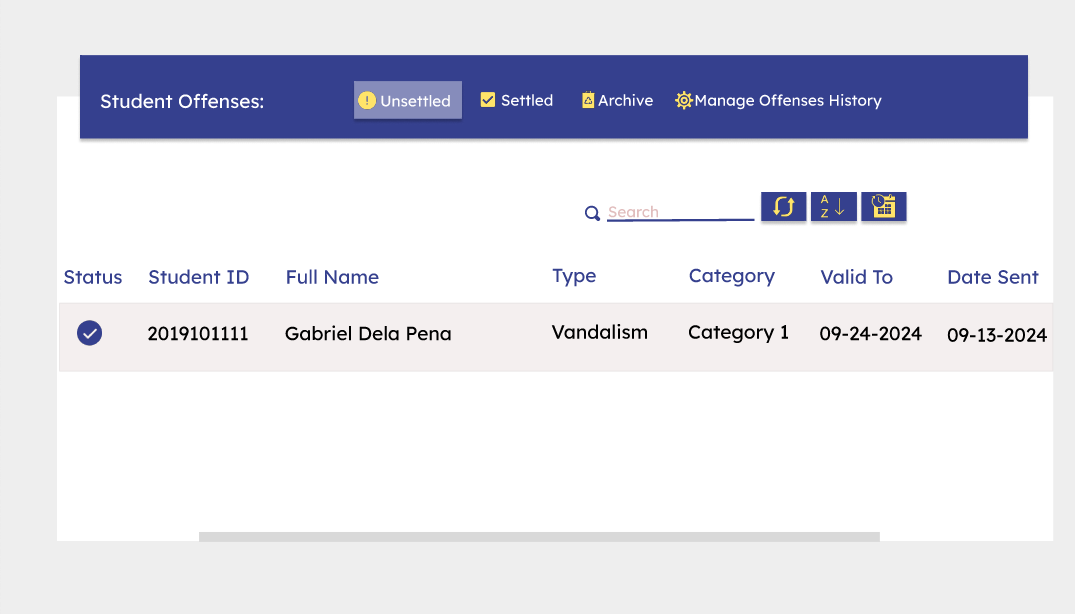 Student Offenses: Unsettled Settled Archive Manage Offenses History
Search A Z
Status Student ID Full Name Type Category Valid To Date Sent
2019101111 Gabriel Dela Pena Vandalism Category 1 09-24-2024 09-13-2024